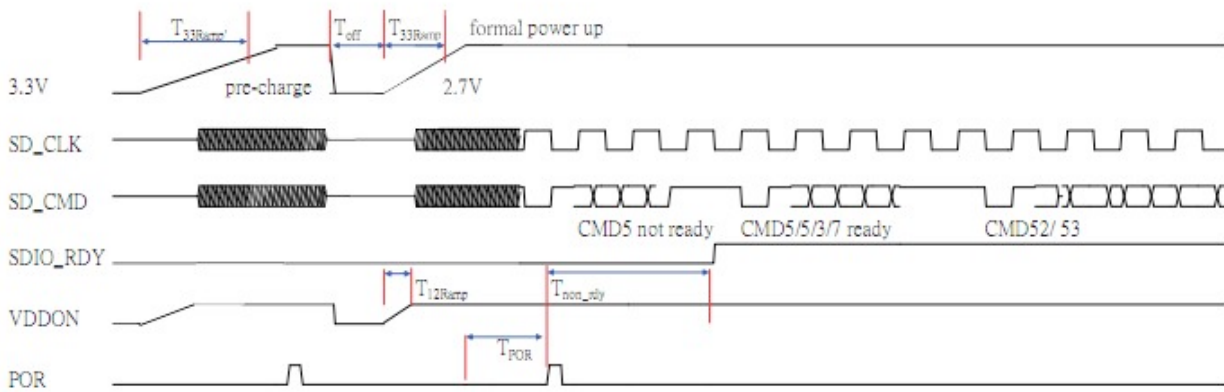 T33Ramp' Toff T33Ramp formal power up
3.3V pre-charge 2.7V
SD_CLK
SD_CMD
CMD5 not ready CMD5/5/3/7 ready CMD52/ 53
SDIO_RDY
T12Ramp Tnon_rdy
VDDON
TPOR
POR